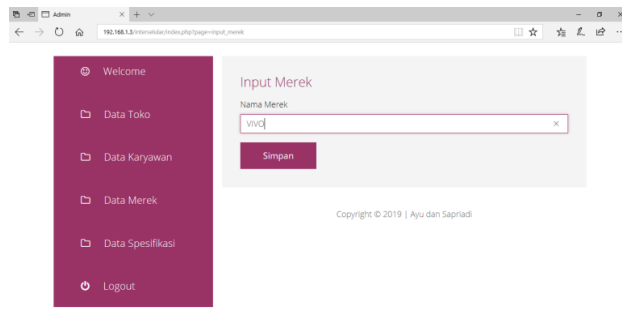 Admin
192.168.1.3/interselular/index.php?page=input_merek
Welcome
Data Toko
Data Karyawan
Data Merek
Data Spesifikasi
Logout
Input Merek
Nama Merek
VIVO
Simpan
Copyright © 2019 | Ayu dan Sapriadi